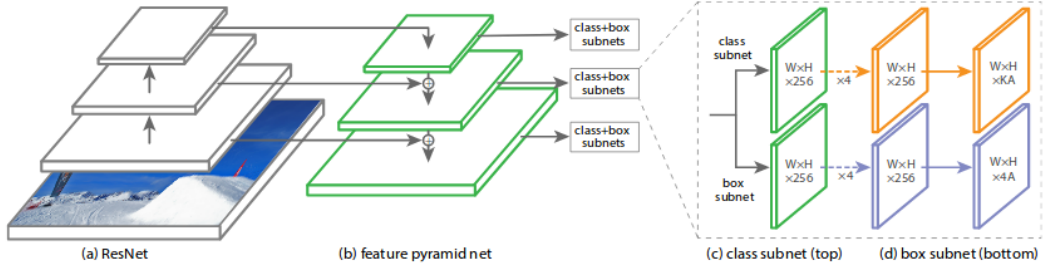 class+box
subnets
class+box
subnets
class+box
subnets
class
subnet
W×H
×256
×4
W×H
×256
W×H
×KA
box
subnet
W×H
×256
×4
W×H
×256
W×H
×4A
(a) ResNet
(b) feature pyramid net
(c) class subnet (top)
(d) box subnet (bottom)